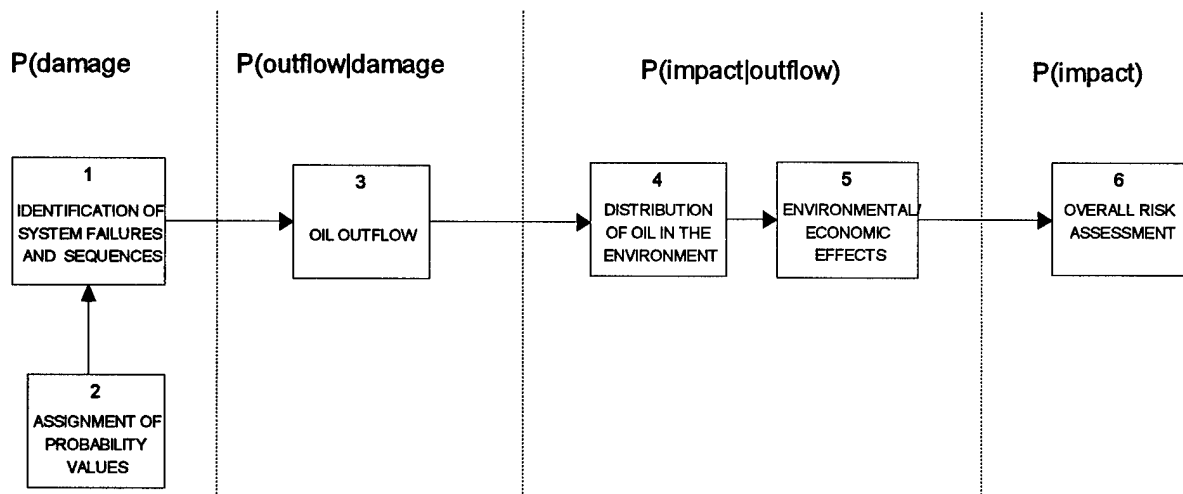 P(damage
P(outflow|damage
P(impact|outflow)
P(impact)
1
IDENTIFICATION OF
SYSTEM FAILURES
AND SEQUENCES
2
ASSIGNMENT OF
PROBABILITY
VALUES
3
OIL OUTFLOW
4
DISTRIBUTION
OF OIL IN THE
ENVIRONMENT
5
ENVIRONMENTAL/
ECONOMIC
EFFECTS
6
OVERALL RISK
ASSESSMENT